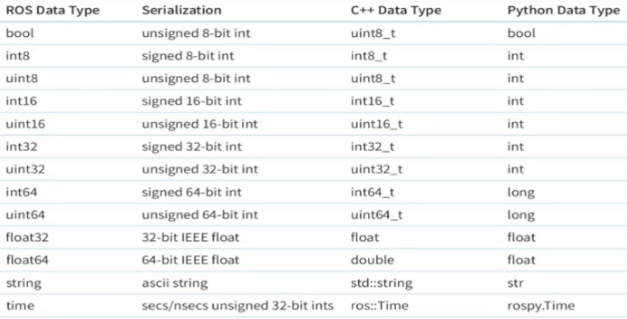 ROS Data Type Serialization C++ Data Type Python Data Type
bool unsigned 8-bit int uint8_t bool
int8 signed 8-bit int int8_t int
uint8 unsigned 8-bit int uint8_t int
int16 signed 16-bit int int16_t int
uint16 unsigned 16-bit int uint16_t int
int32 signed 32-bit int int32_t int
uint32 unsigned 32-bit int uint32_t int
int64 signed 64-bit int int64_t long
uint64 unsigned 64-bit int uint64_t long
float32 32-bit IEEE float float float
float64 64-bit IEEE float double float
string ascii string std::string str
time secs/nsecs unsigned 32-bit ints ros::Time rospy.Time